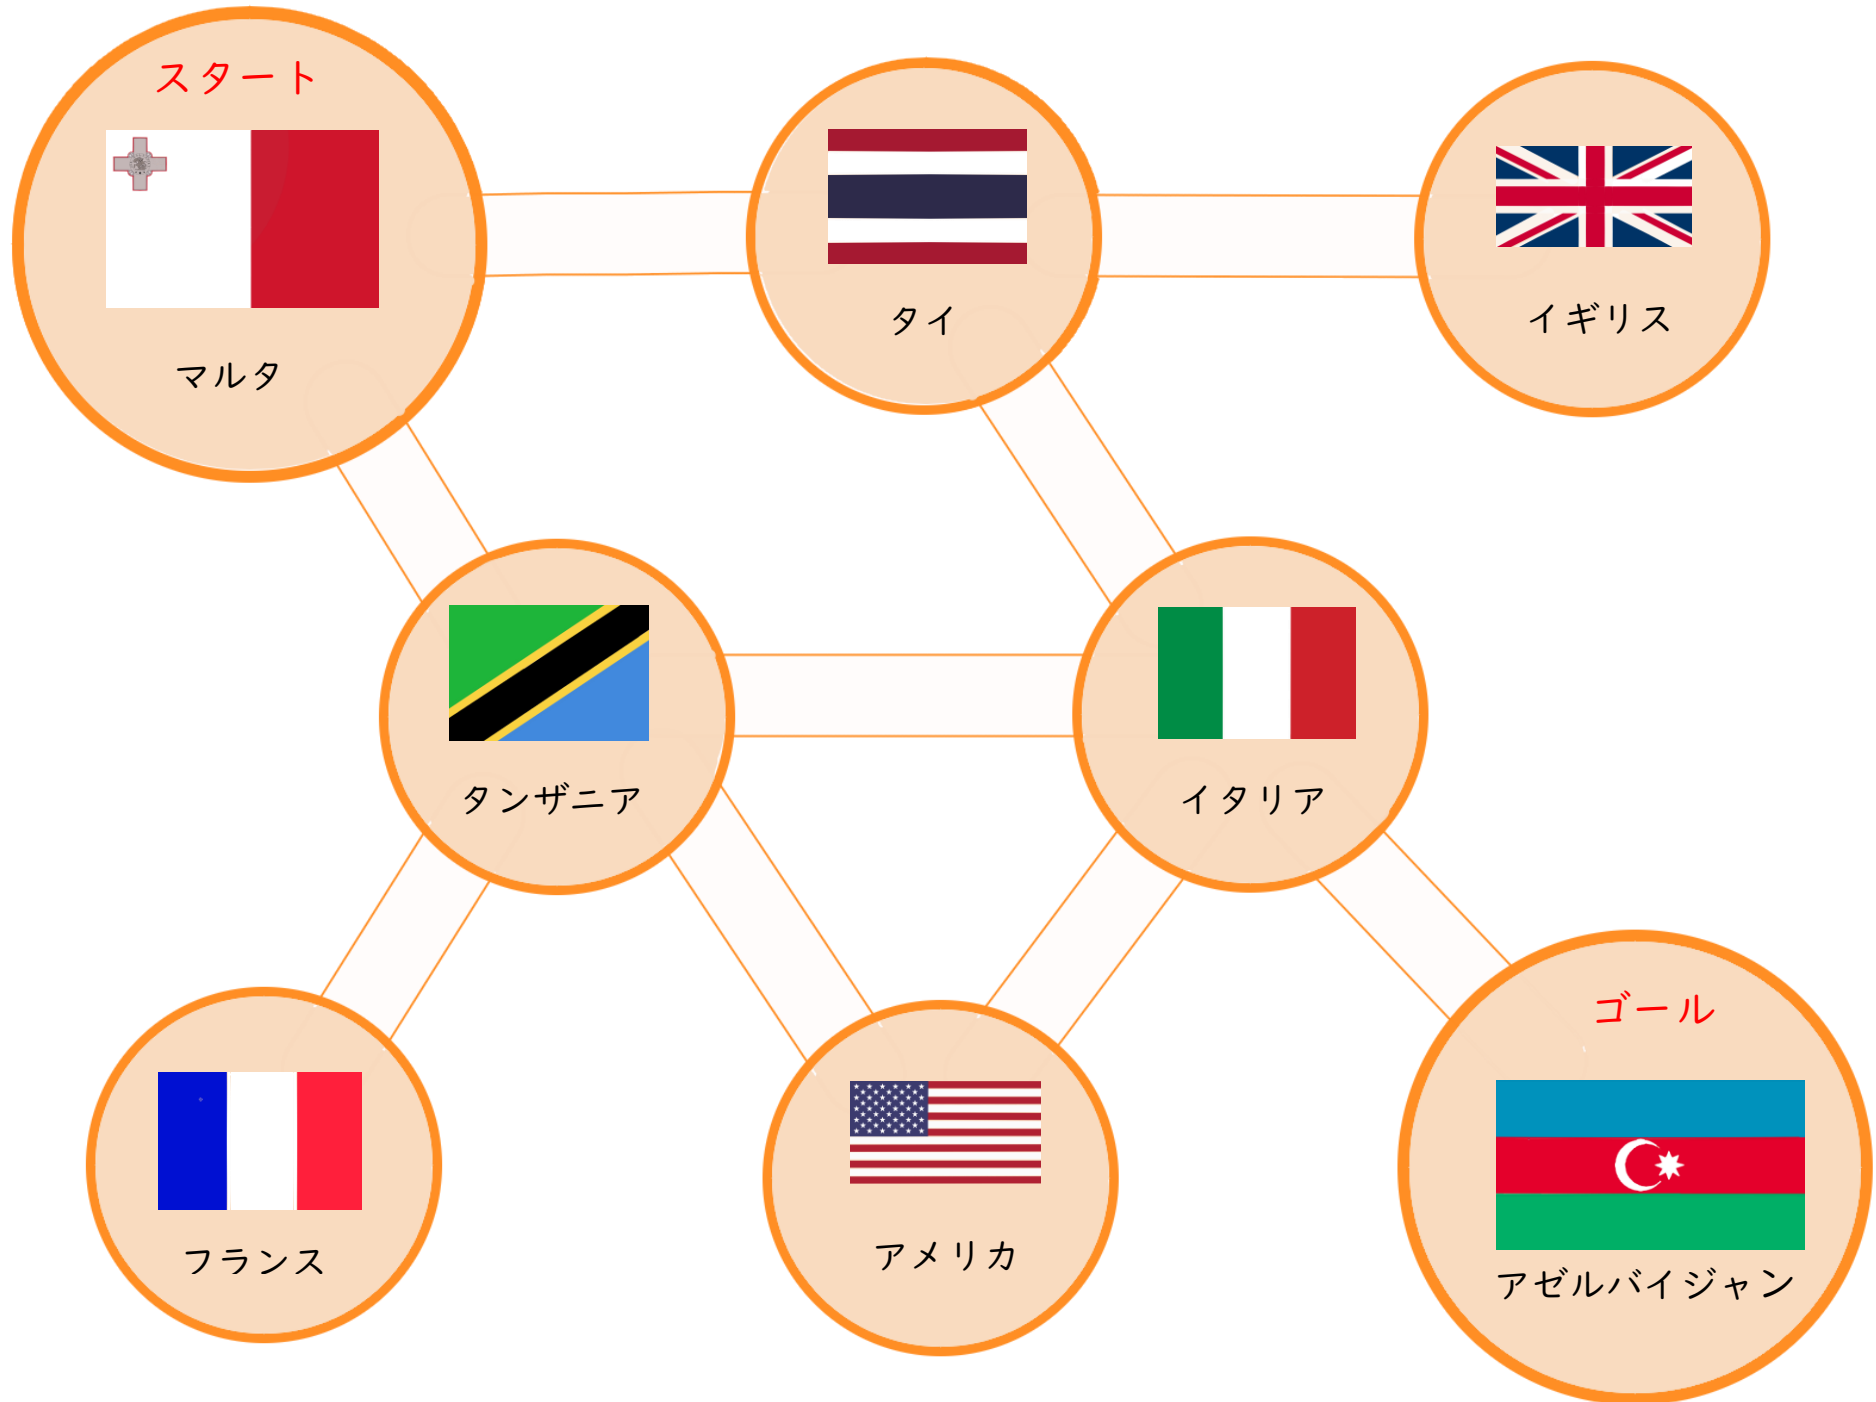 スタート
マルタ
タイ
イギリス
タンザニア
イタリア
フランス
アメリカ
ゴール
アゼルバイジャン